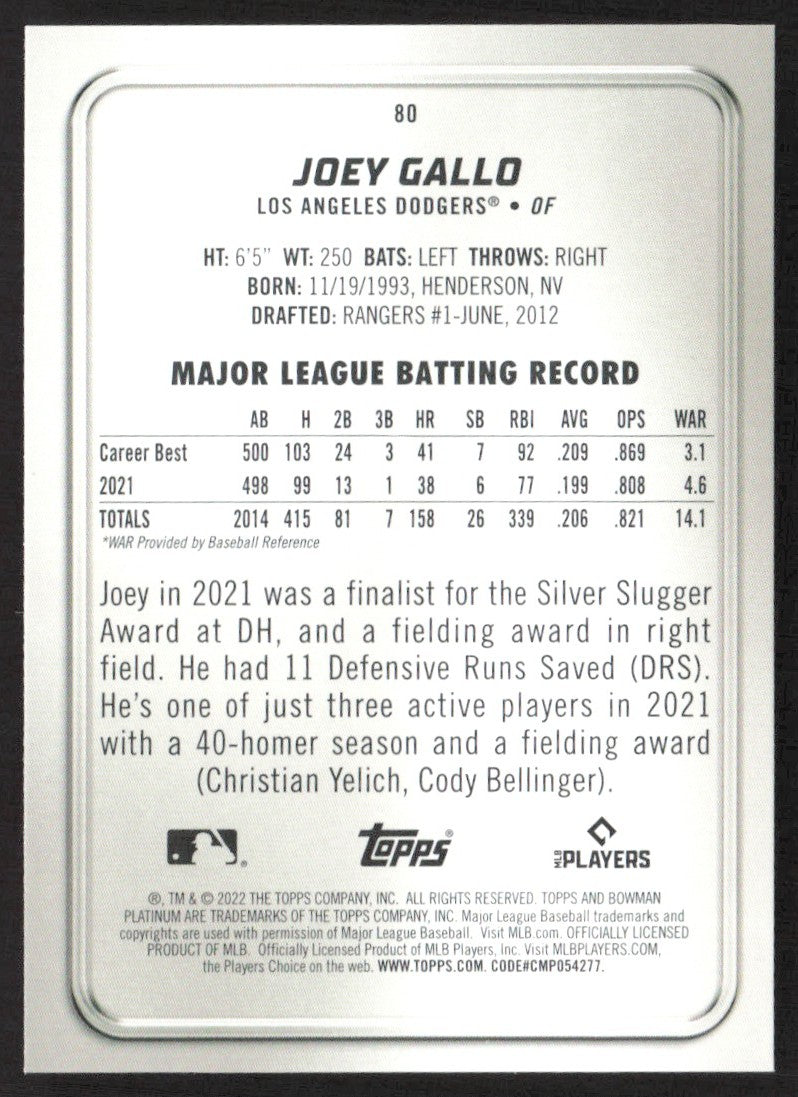 80
JOEY GALLO
LOS ANGELES DODGERS® • OF
HT: 6'5" WT: 250 BATS: LEFT THROWS: RIGHT
BORN: 11/19/1993, HENDERSON, NV
DRAFTED: RANGERS #1-JUNE, 2012
MAJOR LEAGUE BATTING RECORD
AB H 2B 3B HR SB RBI AVG OPS WAR
Career Best 500 103 24 3 41 7 92 .209 .869 3.1
2021 498 99 13 1 38 6 77 .199 .808 4.6
TOTALS 2014 415 81 7 158 26 339 .206 .821 14.1
*WAR Provided by Baseball Reference
Joey in 2021 was a finalist for the Silver Slugger
Award at DH, and a fielding award in right
field. He had 11 Defensive Runs Saved (DRS).
He's one of just three active players in 2021
with a 40-homer season and a fielding award
(Christian Yelich, Cody Bellinger).
® Topps® MLB PLAYERS
®, TM & © 2022 THE TOPPS COMPANY, INC. ALL RIGHTS RESERVED. TOPPS AND BOWMAN
PLATINUM ARE TRADEMARKS OF THE TOPPS COMPANY, INC. Major League Baseball trademarks and
copyrights are used with permission of Major League Baseball. Visit MLB.com. OFFICIALLY LICENSED
PRODUCT OF MLB. Officially Licensed Product of MLB Players, Inc. Visit MLBPLAYERS.COM,
the Players Choice on the web. WWW.TOPPS.COM. CODE#CMP054277.